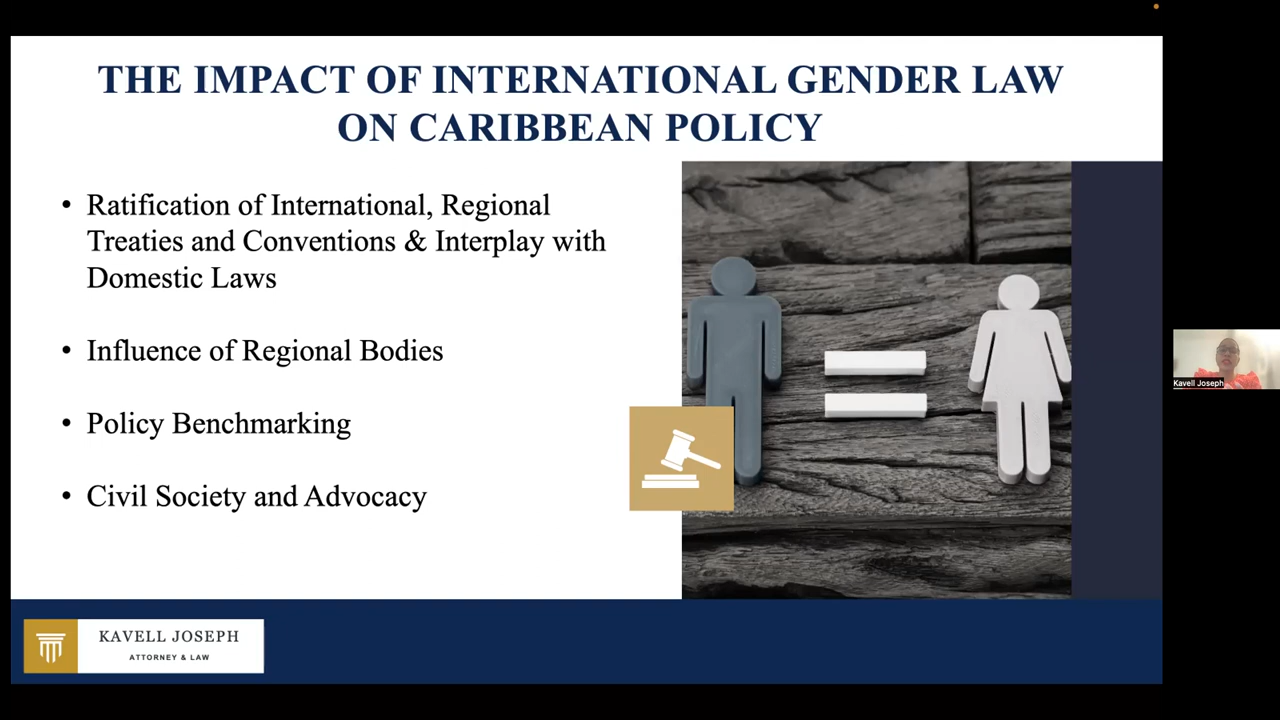 THE IMPACT OF INTERNATIONAL GENDER LAW
ON CARIBBEAN POLICY
• Ratification of International, Regional
Treaties and Conventions & Interplay with
Domestic Laws
• Influence of Regional Bodies
• Policy Benchmarking
• Civil Society and Advocacy
KAVELL JOSEPH
ATTORNEY & LAW
Kavell Joseph